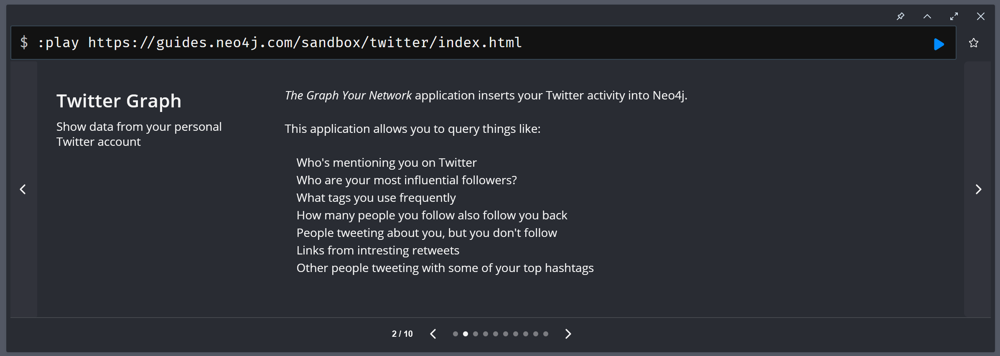 $ :play https://guides.neo4j.com/sandbox/twitter/index.html
Twitter Graph
Show data from your personal
Twitter account
The Graph Your Network application inserts your Twitter activity into Neo4j.
This application allows you to query things like:
Who's mentioning you on Twitter
Who are your most influential followers?
What tags you use frequently
How many people you follow also follow you back
People tweeting about you, but you don't follow
Links from intresting retweets
Other people tweeting with some of your top hashtags
2 / 10